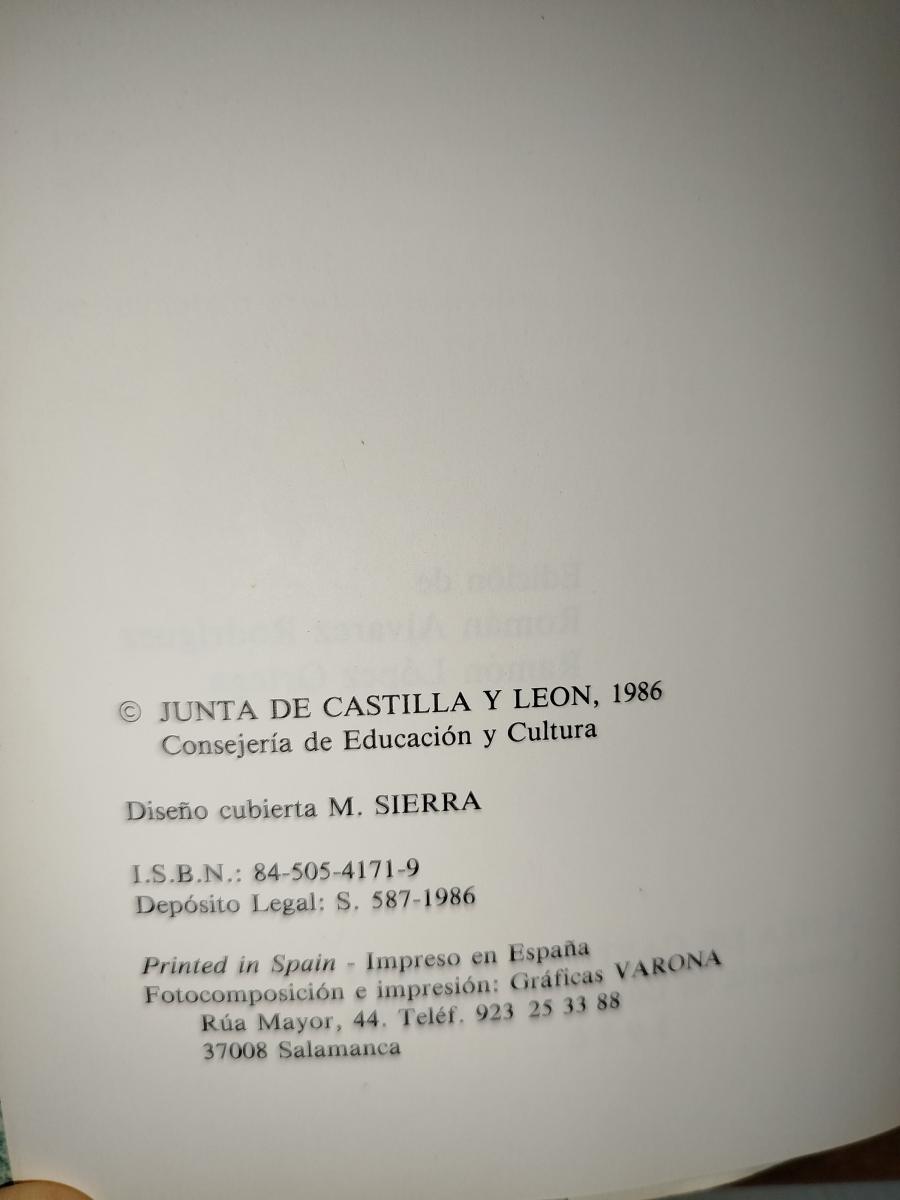 © JUNTA DE CASTILLA Y LEON, 1986
Consejería de Educación y Cultura
Diseño cubierta M. SIERRA
I.S.B.N.: 84-505-4171-9
Depósito Legal: S. 587-1986
Printed in Spain - Impreso en España
Fotocomposición e impresión: Gráficas VARONA
Rúa Mayor, 44. Teléf. 923 25 33 88
37008 Salamanca